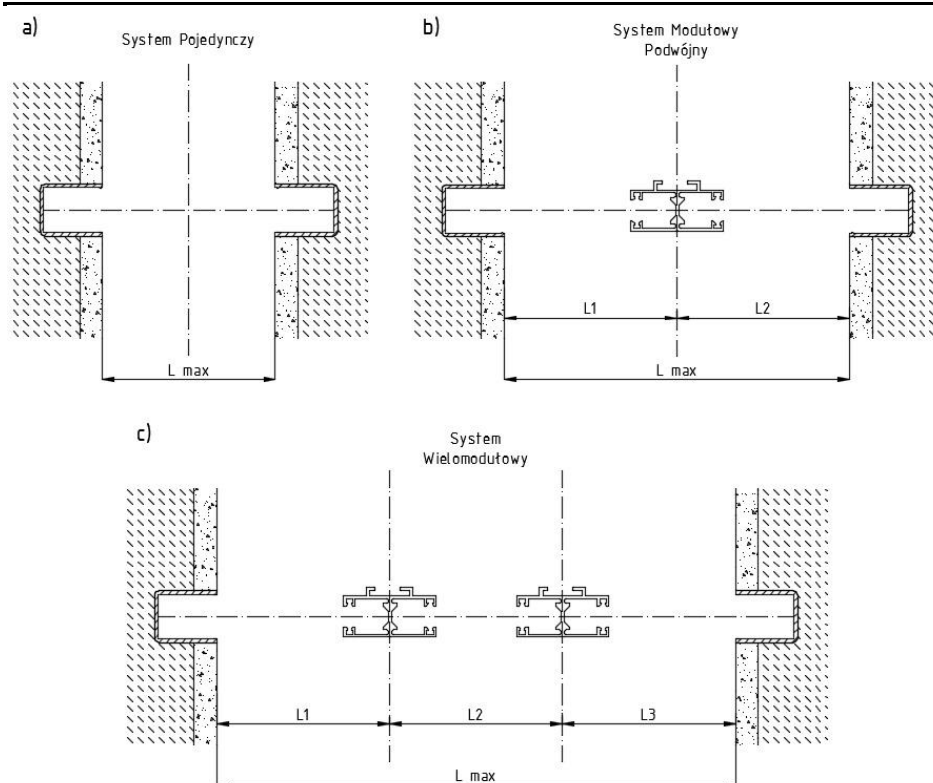 a)
System Pojedynczy
L max
b)
System Modułowy
Podwójny
L1
L2
L max
c)
System
Wielomodułowy
L1
L2
L3
L max